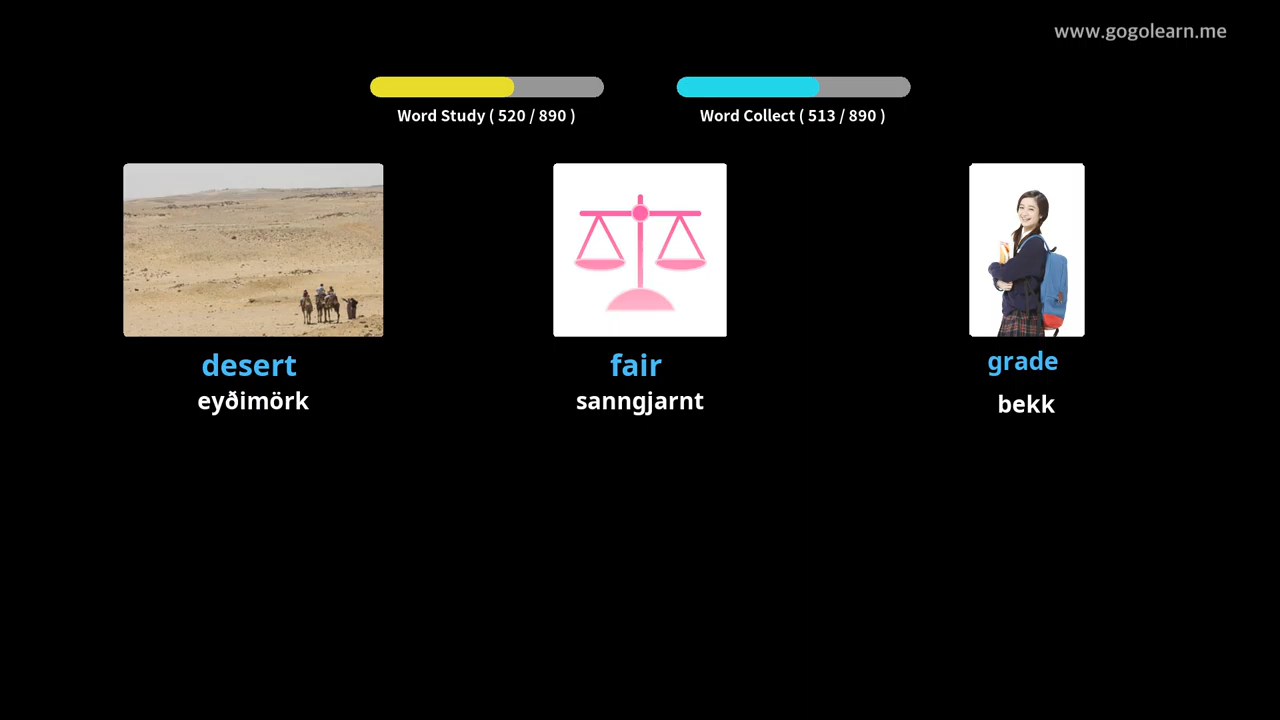 www.gogolearn.me
Word Study ( 520 / 890 )
Word Collect ( 513 / 890 )
desert
eyðimörk
fair
sanngjarnt
grade
bekk